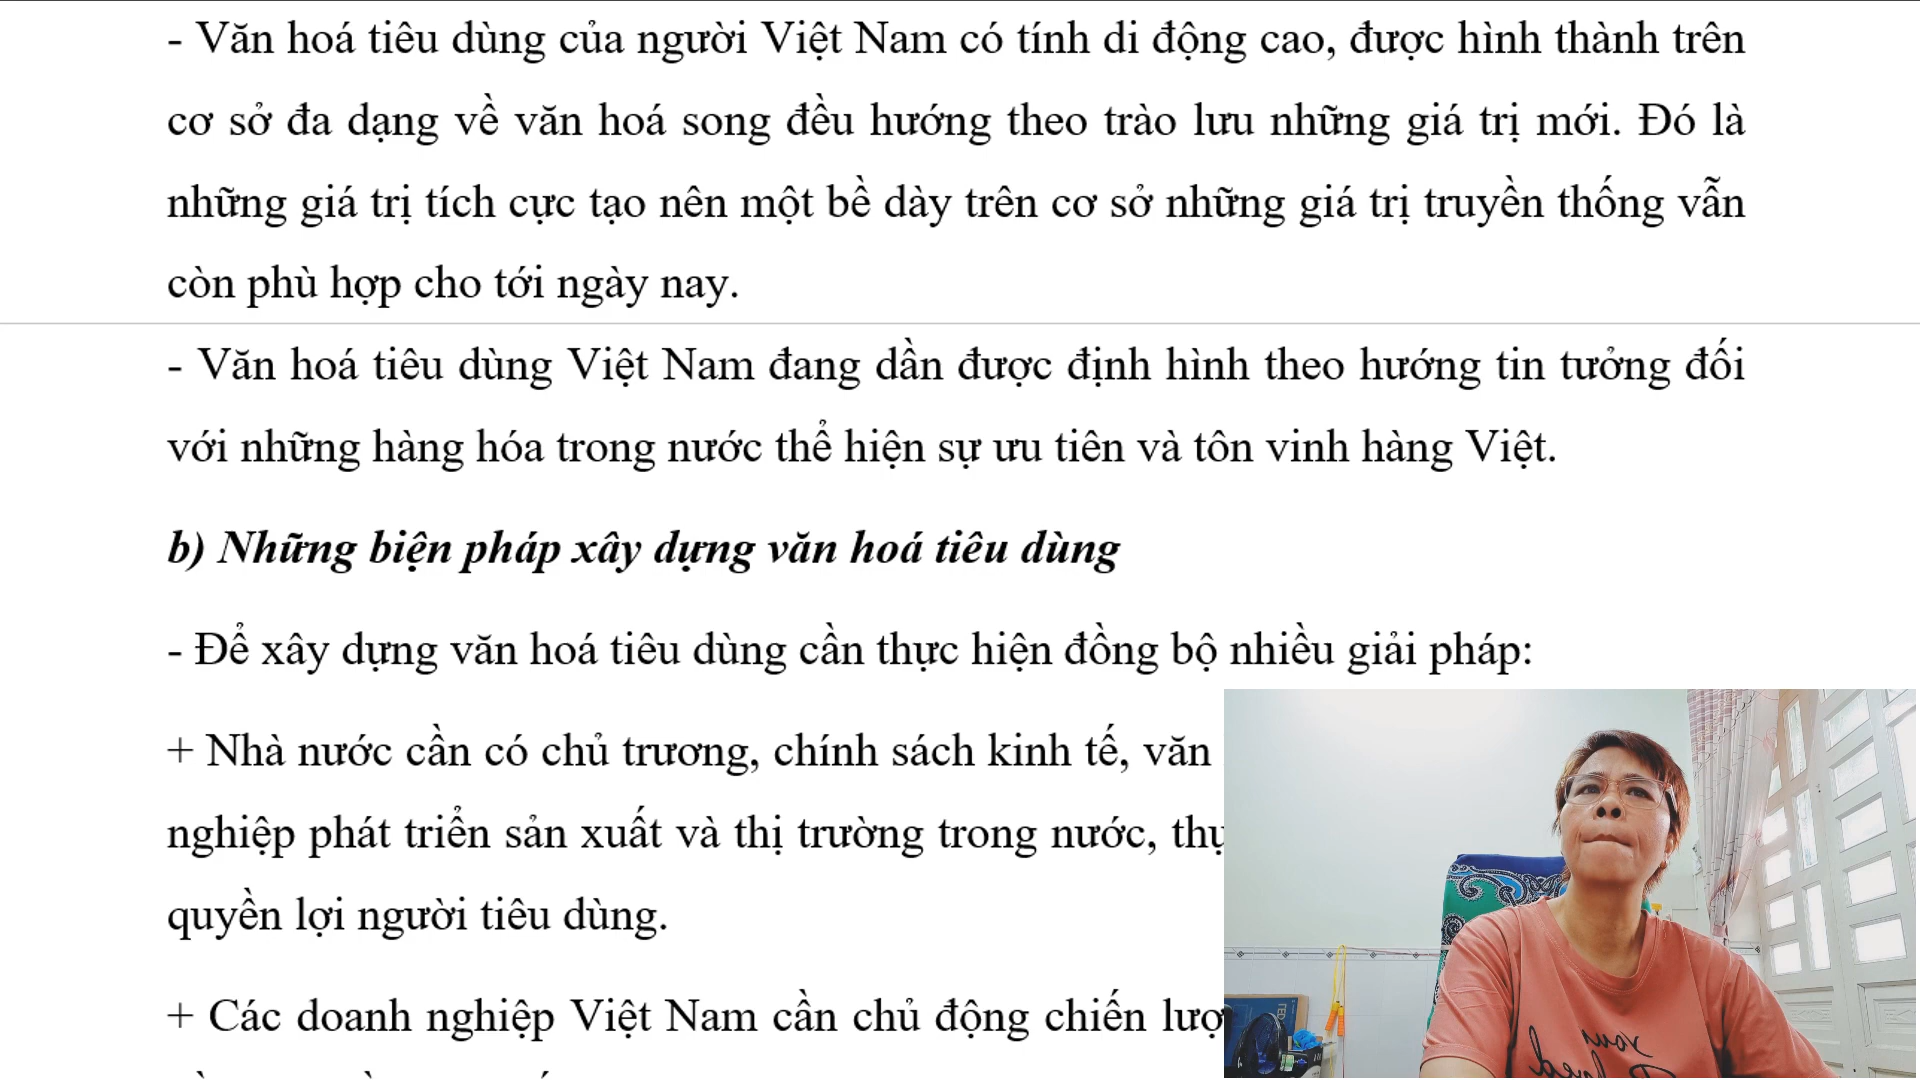 - Văn hoá tiêu dùng của người Việt Nam có tính di động cao, được hình thành trên
cơ sở đa dạng về văn hoá song đều hướng theo trào lưu những giá trị mới. Đó là
những giá trị tích cực tạo nên một bề dày trên cơ sở những giá trị truyền thống vẫn
còn phù hợp cho tới ngày nay.
- Văn hoá tiêu dùng Việt Nam đang dần được định hình theo hướng tin tưởng đối
với những hàng hóa trong nước thể hiện sự ưu tiên và tôn vinh hàng Việt.
b) Những biện pháp xây dựng văn hoá tiêu dùng
- Để xây dựng văn hoá tiêu dùng cần thực hiện đồng bộ nhiều giải pháp:
+ Nhà nước cần có chủ trương, chính sách kinh tế, văn
nghiệp phát triển sản xuất và thị trường trong nước,
quyền lợi người tiêu dùng.
+ Các doanh nghiệp Việt Nam cần chủ động chiến
you